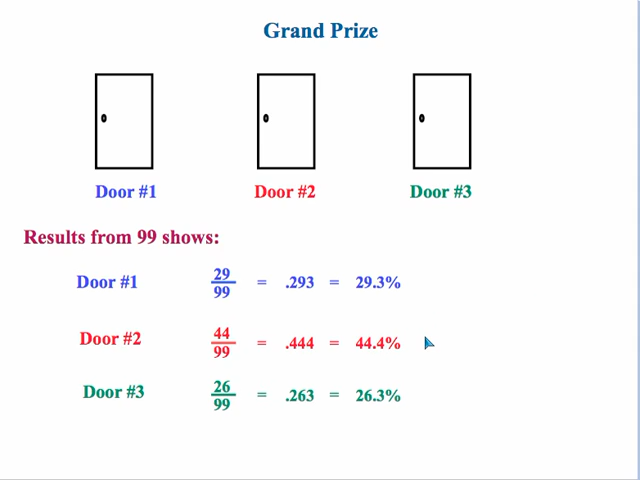 Grand Prize
Door #1 Door #2 Door #3
Results from 99 shows:
Door #1 29/99 = .293 = 29.3%
Door #2 44/99 = .444 = 44.4%
Door #3 26/99 = .263 = 26.3%